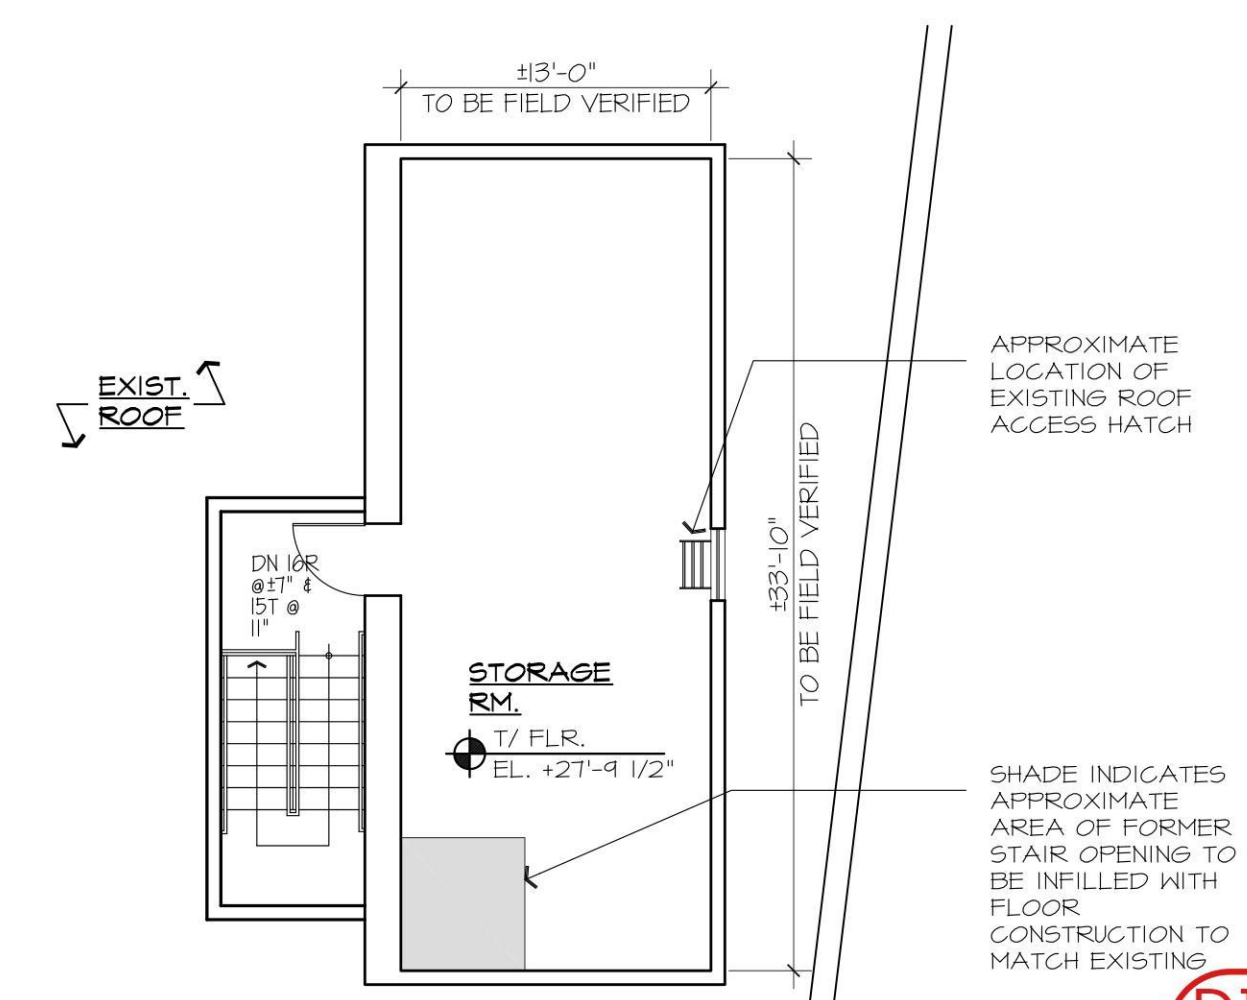 ±13'-0"
TO BE FIELD VERIFIED
APPROXIMATE
LOCATION OF
EXISTING ROOF
ACCESS HATCH
EXIST.
ROOF
±33'-10"
TO BE FIELD VERIFIED
DN 16R
@±7" &
15T @
11"
STORAGE
RM.
T/ FLR.
EL. +27'-9 1/2"
SHADE INDICATES
APPROXIMATE
AREA OF FORMER
STAIR OPENING TO
BE INFILLED WITH
FLOOR
CONSTRUCTION TO
MATCH EXISTING